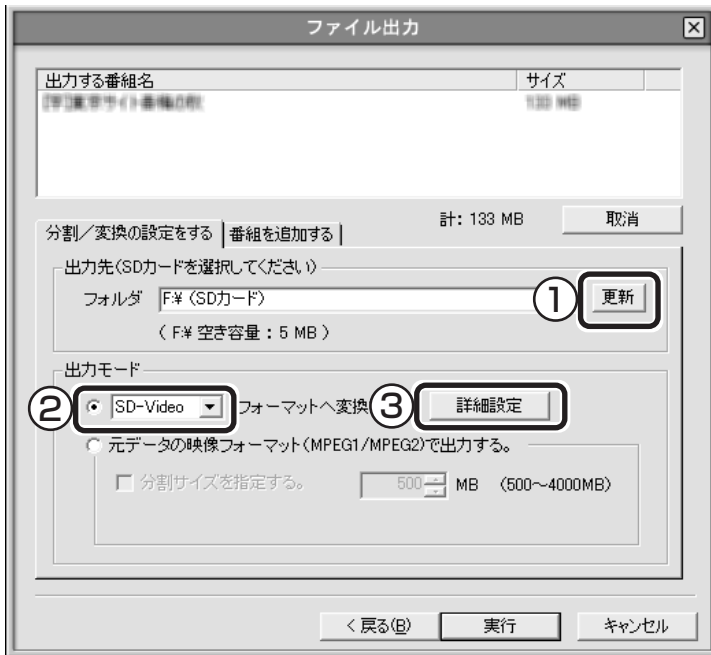 ファイル出力
出力する番組名 サイズ
133 MB
計: 133 MB 取消
分割／変換の設定をする 番組を追加する
出力先(SDカードを選択してください)
フォルダ F:¥ (SDカード) ① 更新
( F:¥ 空き容量：5 MB )
出力モード
② SD-Video フォーマットへ変換 ③ 詳細設定
元データの映像フォーマット(MPEG1/MPEG2)で出力する。
分割サイズを指定する。 500 MB (500～4000MB)
< 戻る(B) 実行 キャンセル